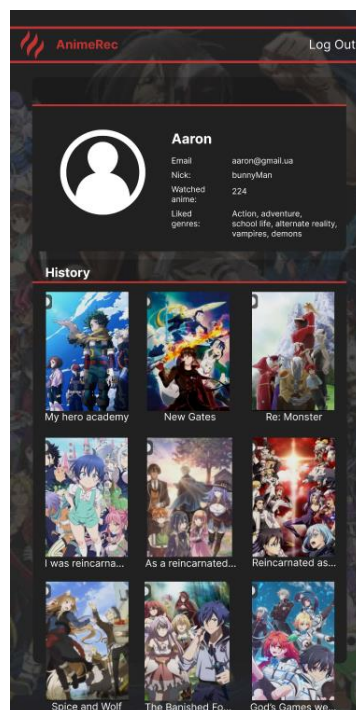 AnimeRec Log Out
Aaron
Email aaron@gmail.ua
Nick: bunnyMan
Watched anime: 224
Liked genres: Action, adventure, school life, alternate reality, vampires, demons
History
My hero academy New Gates Re: Monster
I was reincarna... As a reincarnated... Reincarnated as...
Spice and Wolf The Banished Fo... God's Games we...